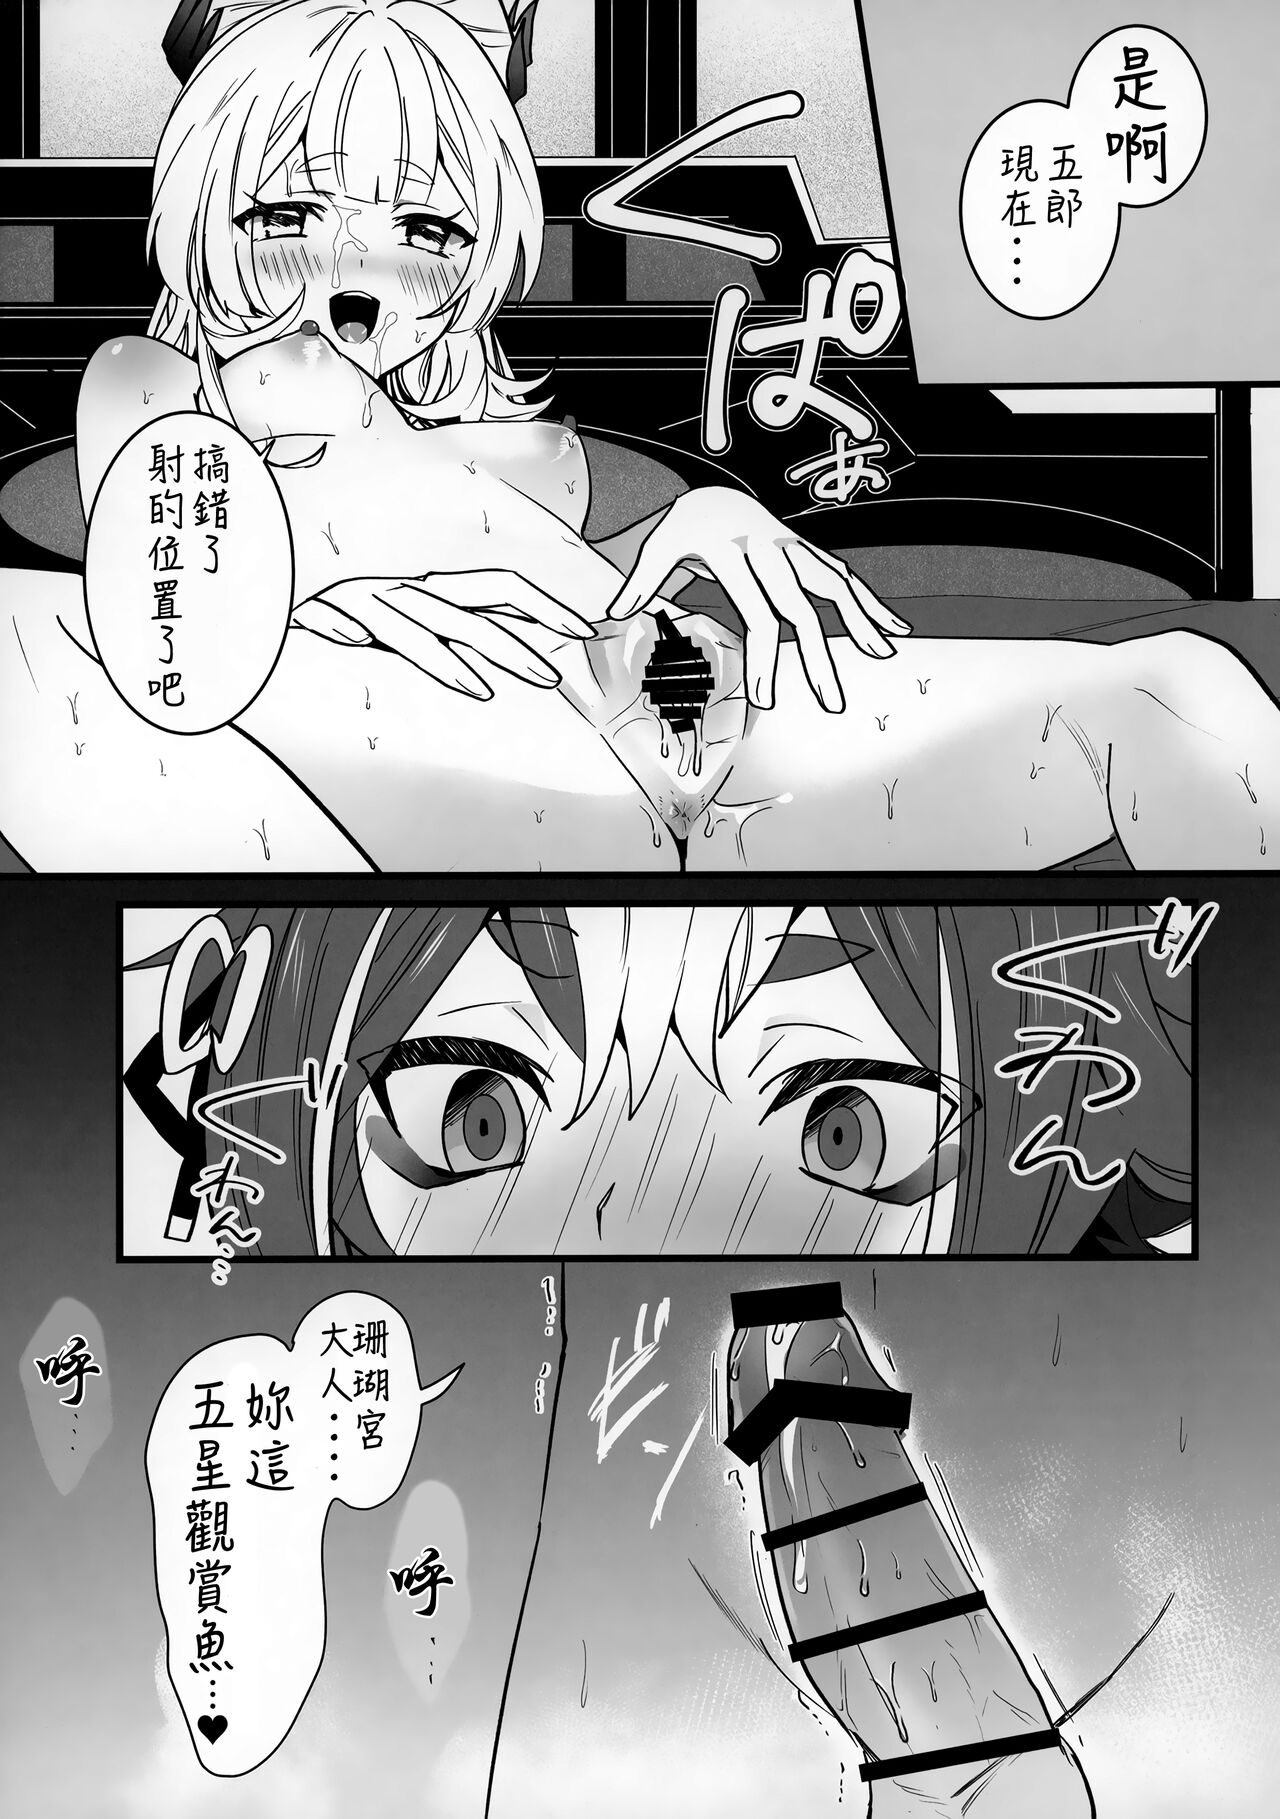 是啊
五郎
現在…
くぱぁ
搞錯了
射的位置了吧
ぐわん
ぐわん…
ビン
珊瑚宮
大人……
妳這
五星觀賞魚…♥
呼…
呼…